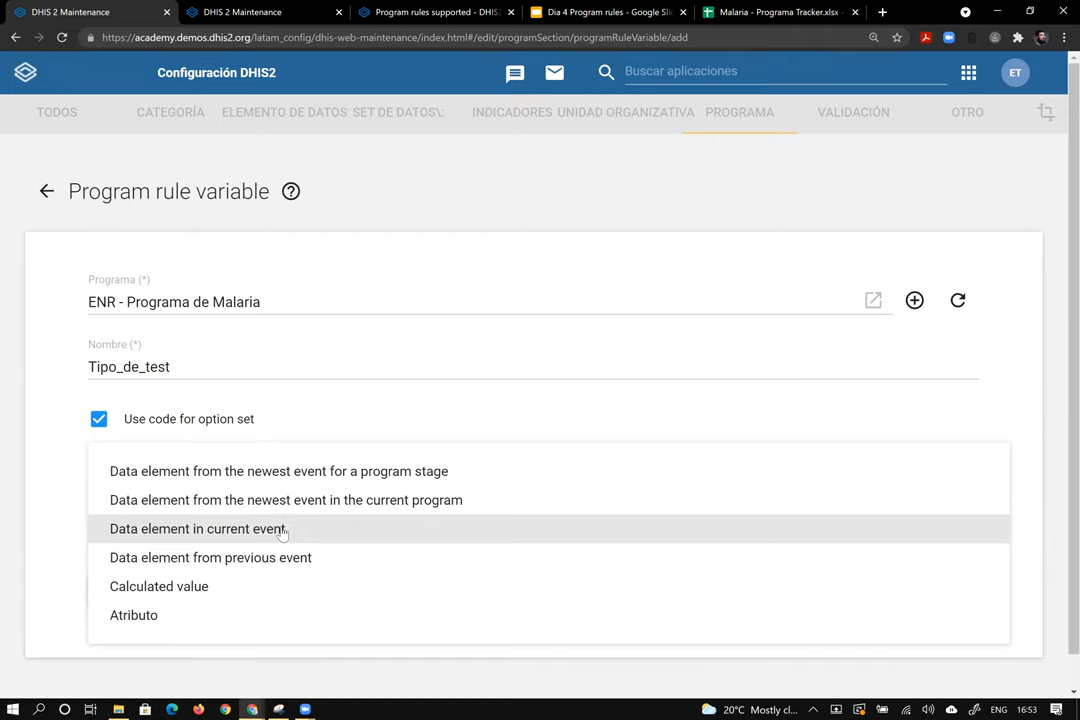 DHIS 2 Maintenance
DHIS 2 Maintenance
Program rules supported - DHIS
Dia 4 Program rules - Google Slid
Malaria - Programa Tracker.xlsx -
https://academy.demos.dhis2.org/latam_config/dhis-web-maintenance/index.html#/edit/programSection/programRuleVariable/add
Configuración DHIS2
Buscar aplicaciones
ET
TODOS
CATEGORÍA
ELEMENTO DE DATOS
SET DE DATOS\:
INDICADORES
UNIDAD ORGANIZATIVA
PROGRAMA
VALIDACIÓN
OTRO
Program rule variable
Programa (*)
ENR - Programa de Malaria
Nombre (*)
Tipo_de_test
Use code for option set
Data element from the newest event for a program stage
Data element from the newest event in the current program
Data element in current event
Data element from previous event
Calculated value
Atributo
20°C Mostly cl...
ENG
16:53